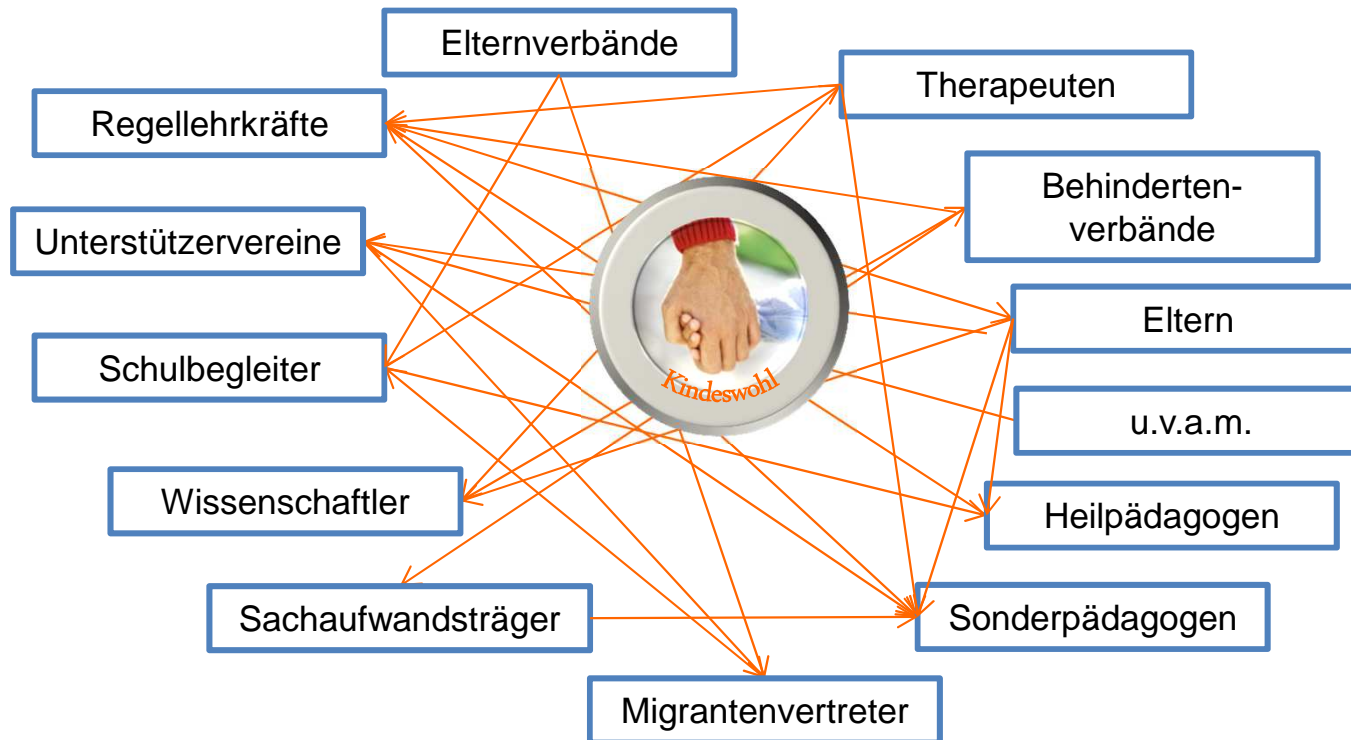 Elternverbände
Therapeuten
Regellehrkräfte
Behinderten-
verbände
Unterstützervereine
Eltern
Schulbegleiter
Kindeswohl
u.v.a.m.
Wissenschaftler
Heilpädagogen
Sachaufwandsträger
Sonderpädagogen
Migrantenvertreter